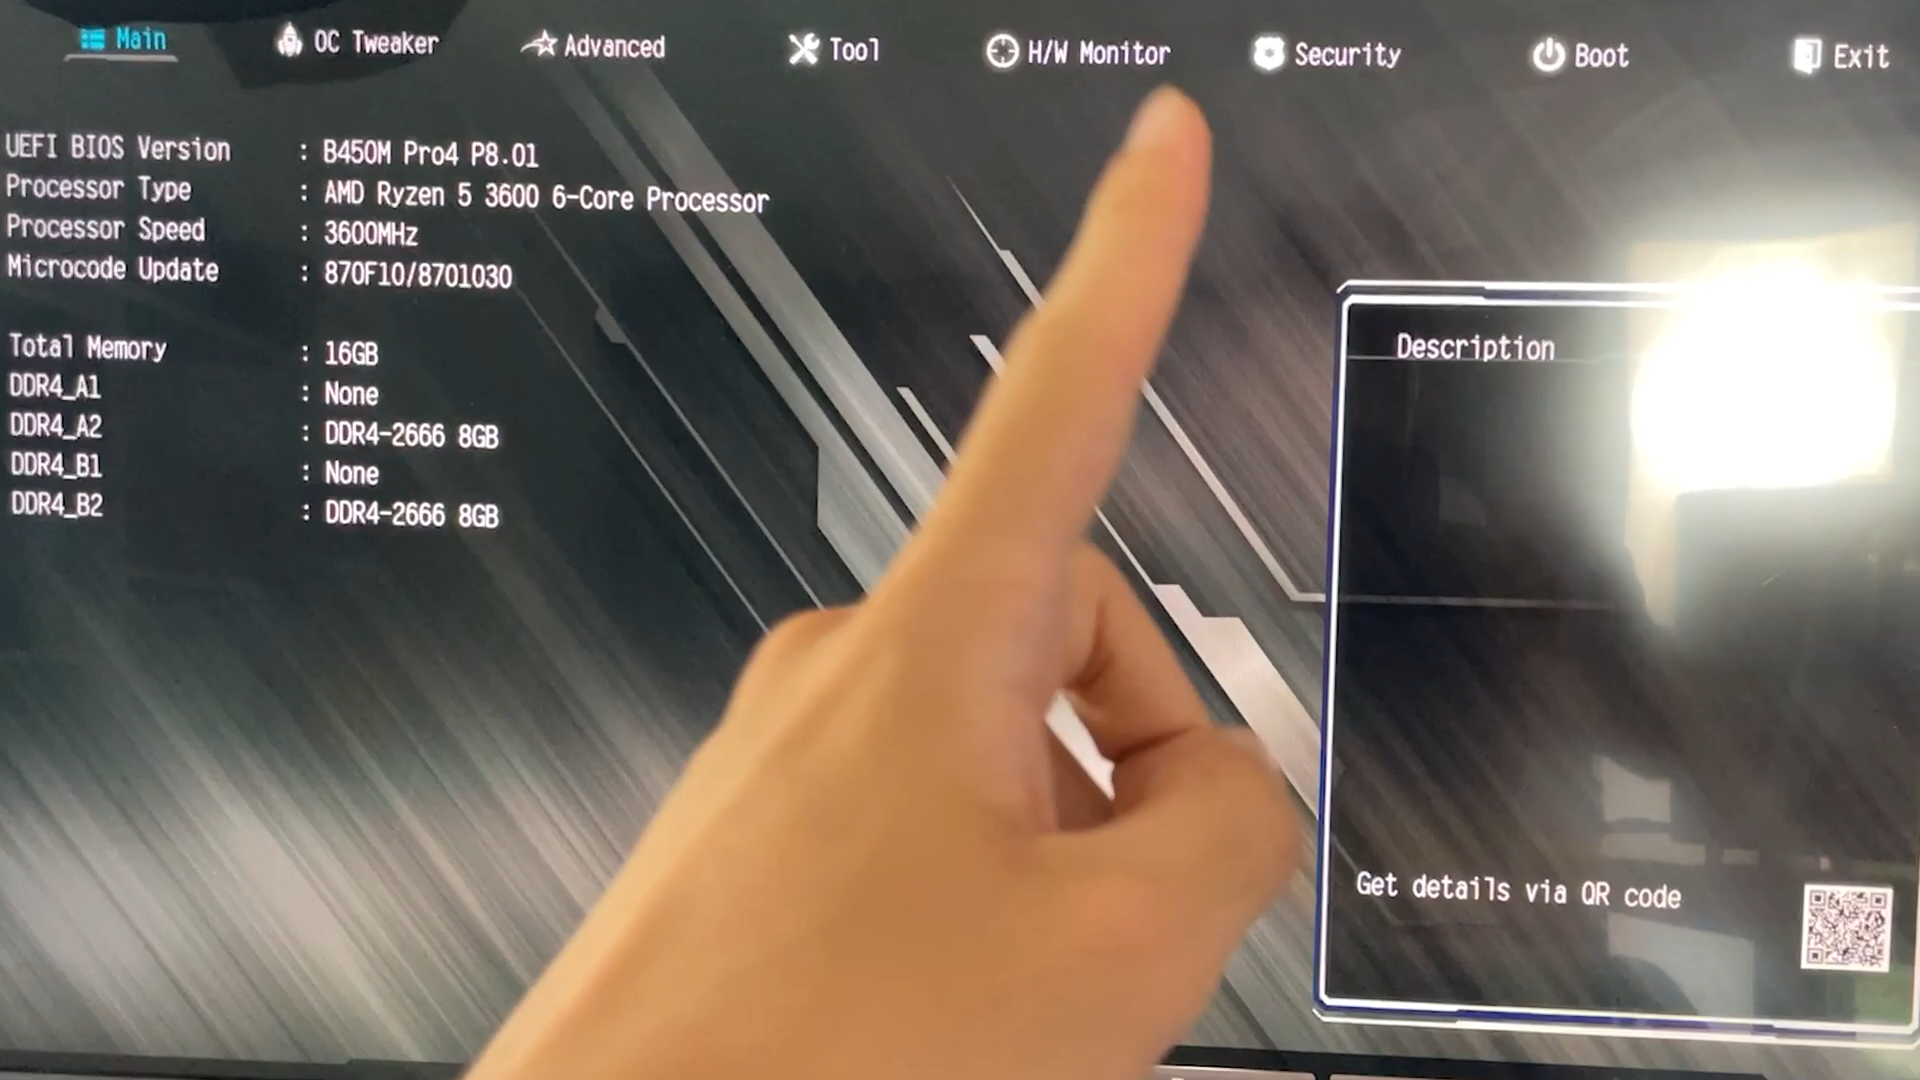 Main OC Tweaker Advanced Tool H/W Monitor Security Boot Exit
UEFI BIOS Version : B450M Pro4 P8.01
Processor Type : AMD Ryzen 5 3600 6-Core Processor
Processor Speed : 3600MHz
Microcode Update : 870F10/8701030
Total Memory : 16GB
DDR4_A1 : None
DDR4_A2 : DDR4-2666 8GB
DDR4_B1 : None
DDR4_B2 : DDR4-2666 8GB
Description
Get details via QR code